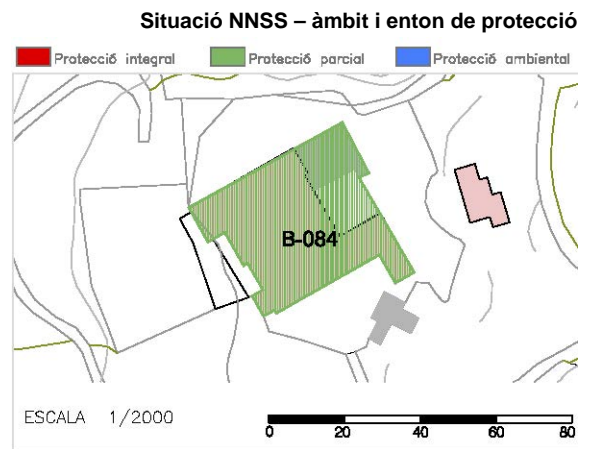 Situació NNSS – àmbit i enton de protecció
Protecció integral Protecció parcial Protecció ambiental
B-084
ESCALA 1/2000
0 20 40 60 80